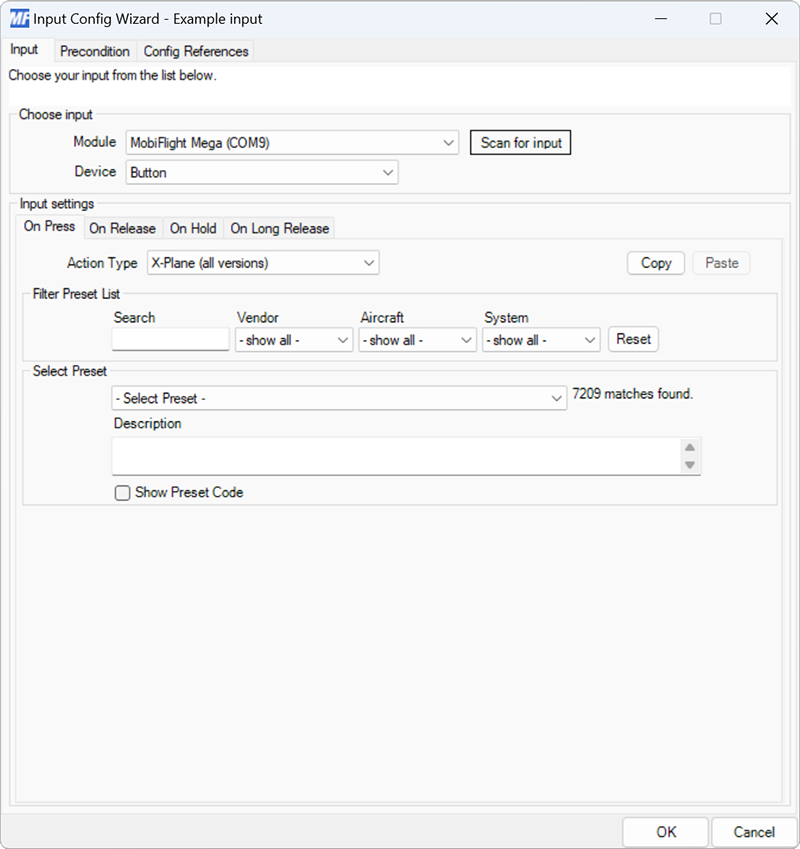 MF Input Config Wizard - Example input
Input Precondition Config References
Choose your input from the list below.
Choose input
Module MobiFlight Mega (COM9) Scan for input
Device Button
Input settings
On Press On Release On Hold On Long Release
Action Type X-Plane (all versions) Copy Paste
Filter Preset List
Search Vendor Aircraft System
- show all - - show all - - show all - Reset
Select Preset
- Select Preset - 7209 matches found.
Description
Show Preset Code
OK Cancel